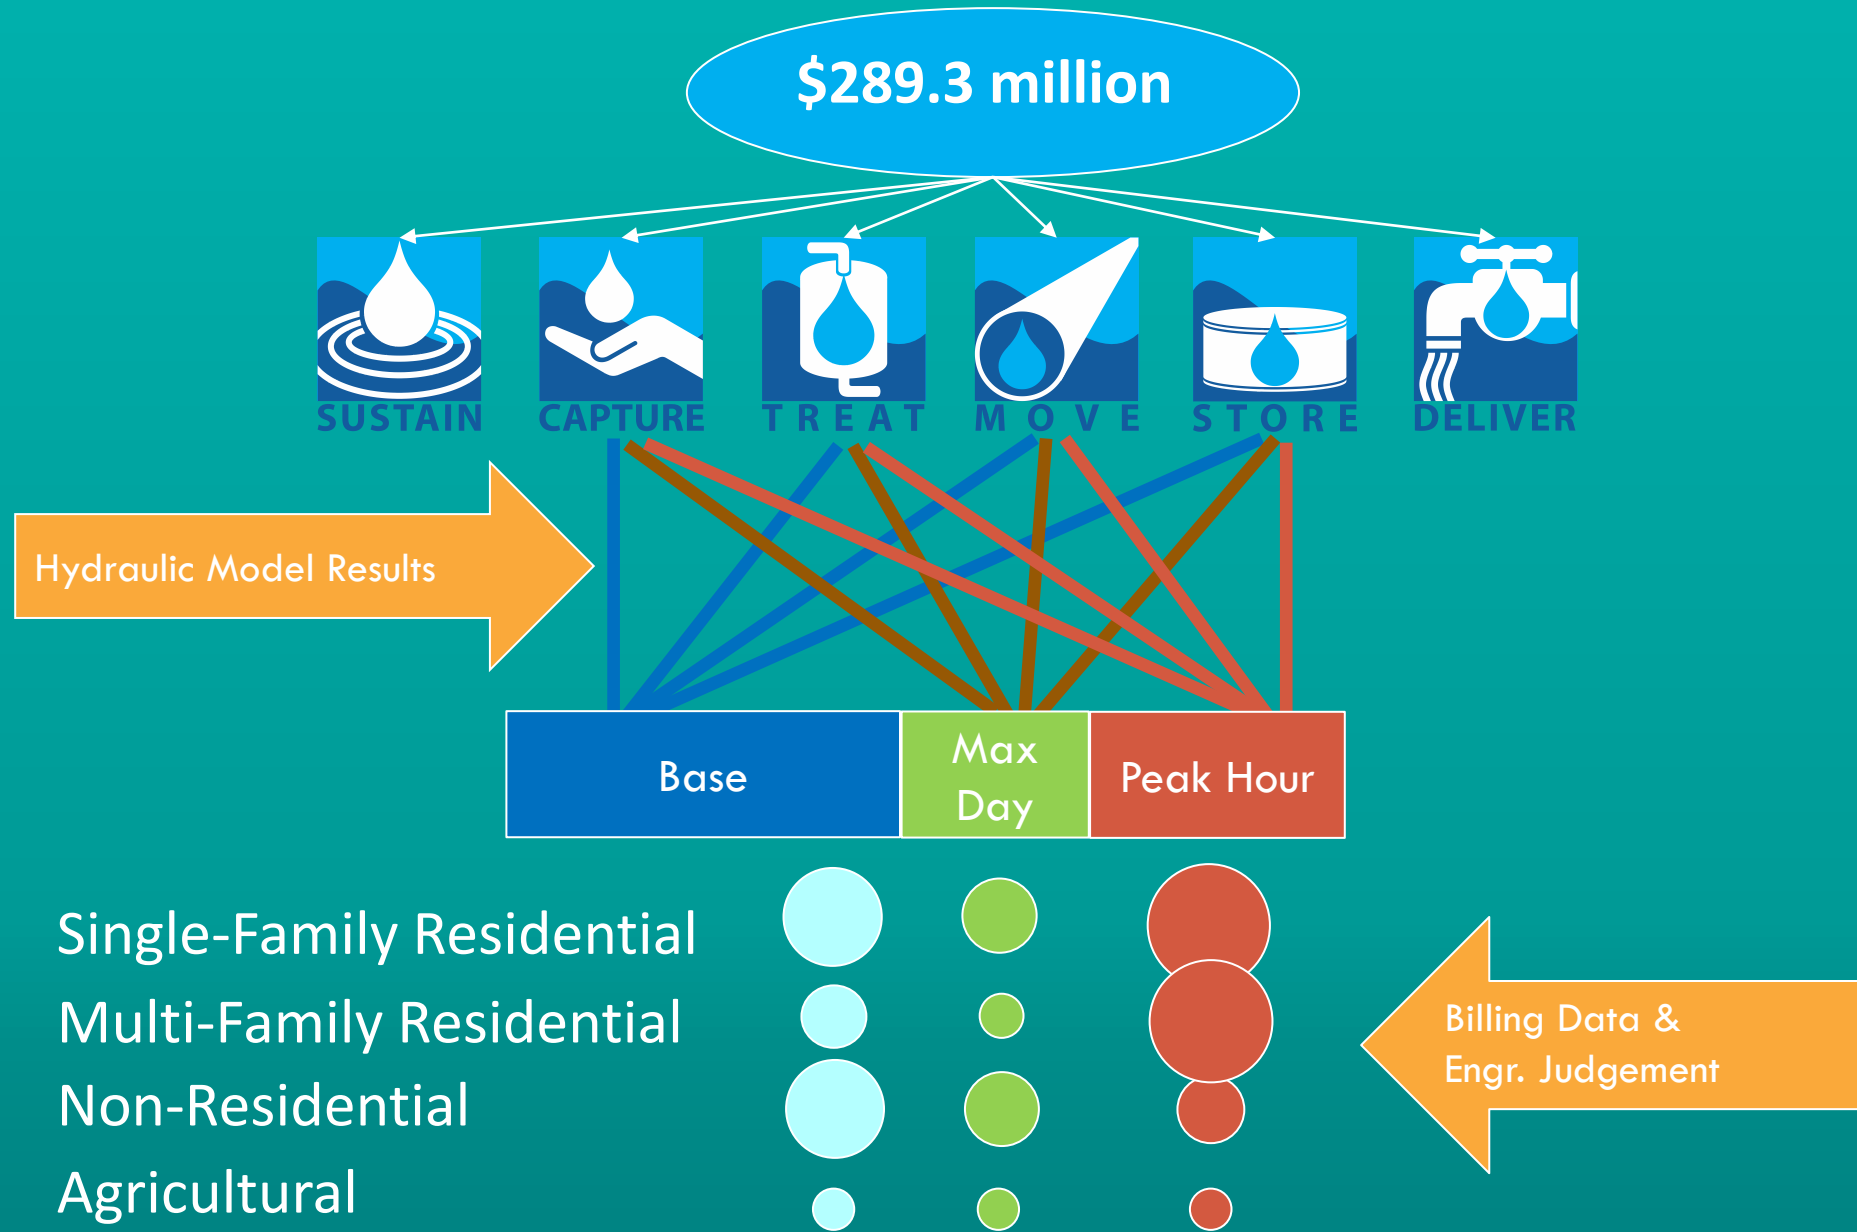 $289.3 million
SUSTAIN
CAPTURE
TREAT
MOVE
STORE
DELIVER
Hydraulic Model Results
Base
Max
Day
Peak Hour
Single-Family Residential
Multi-Family Residential
Non-Residential
Agricultural
Billing Data &
Engr. Judgement